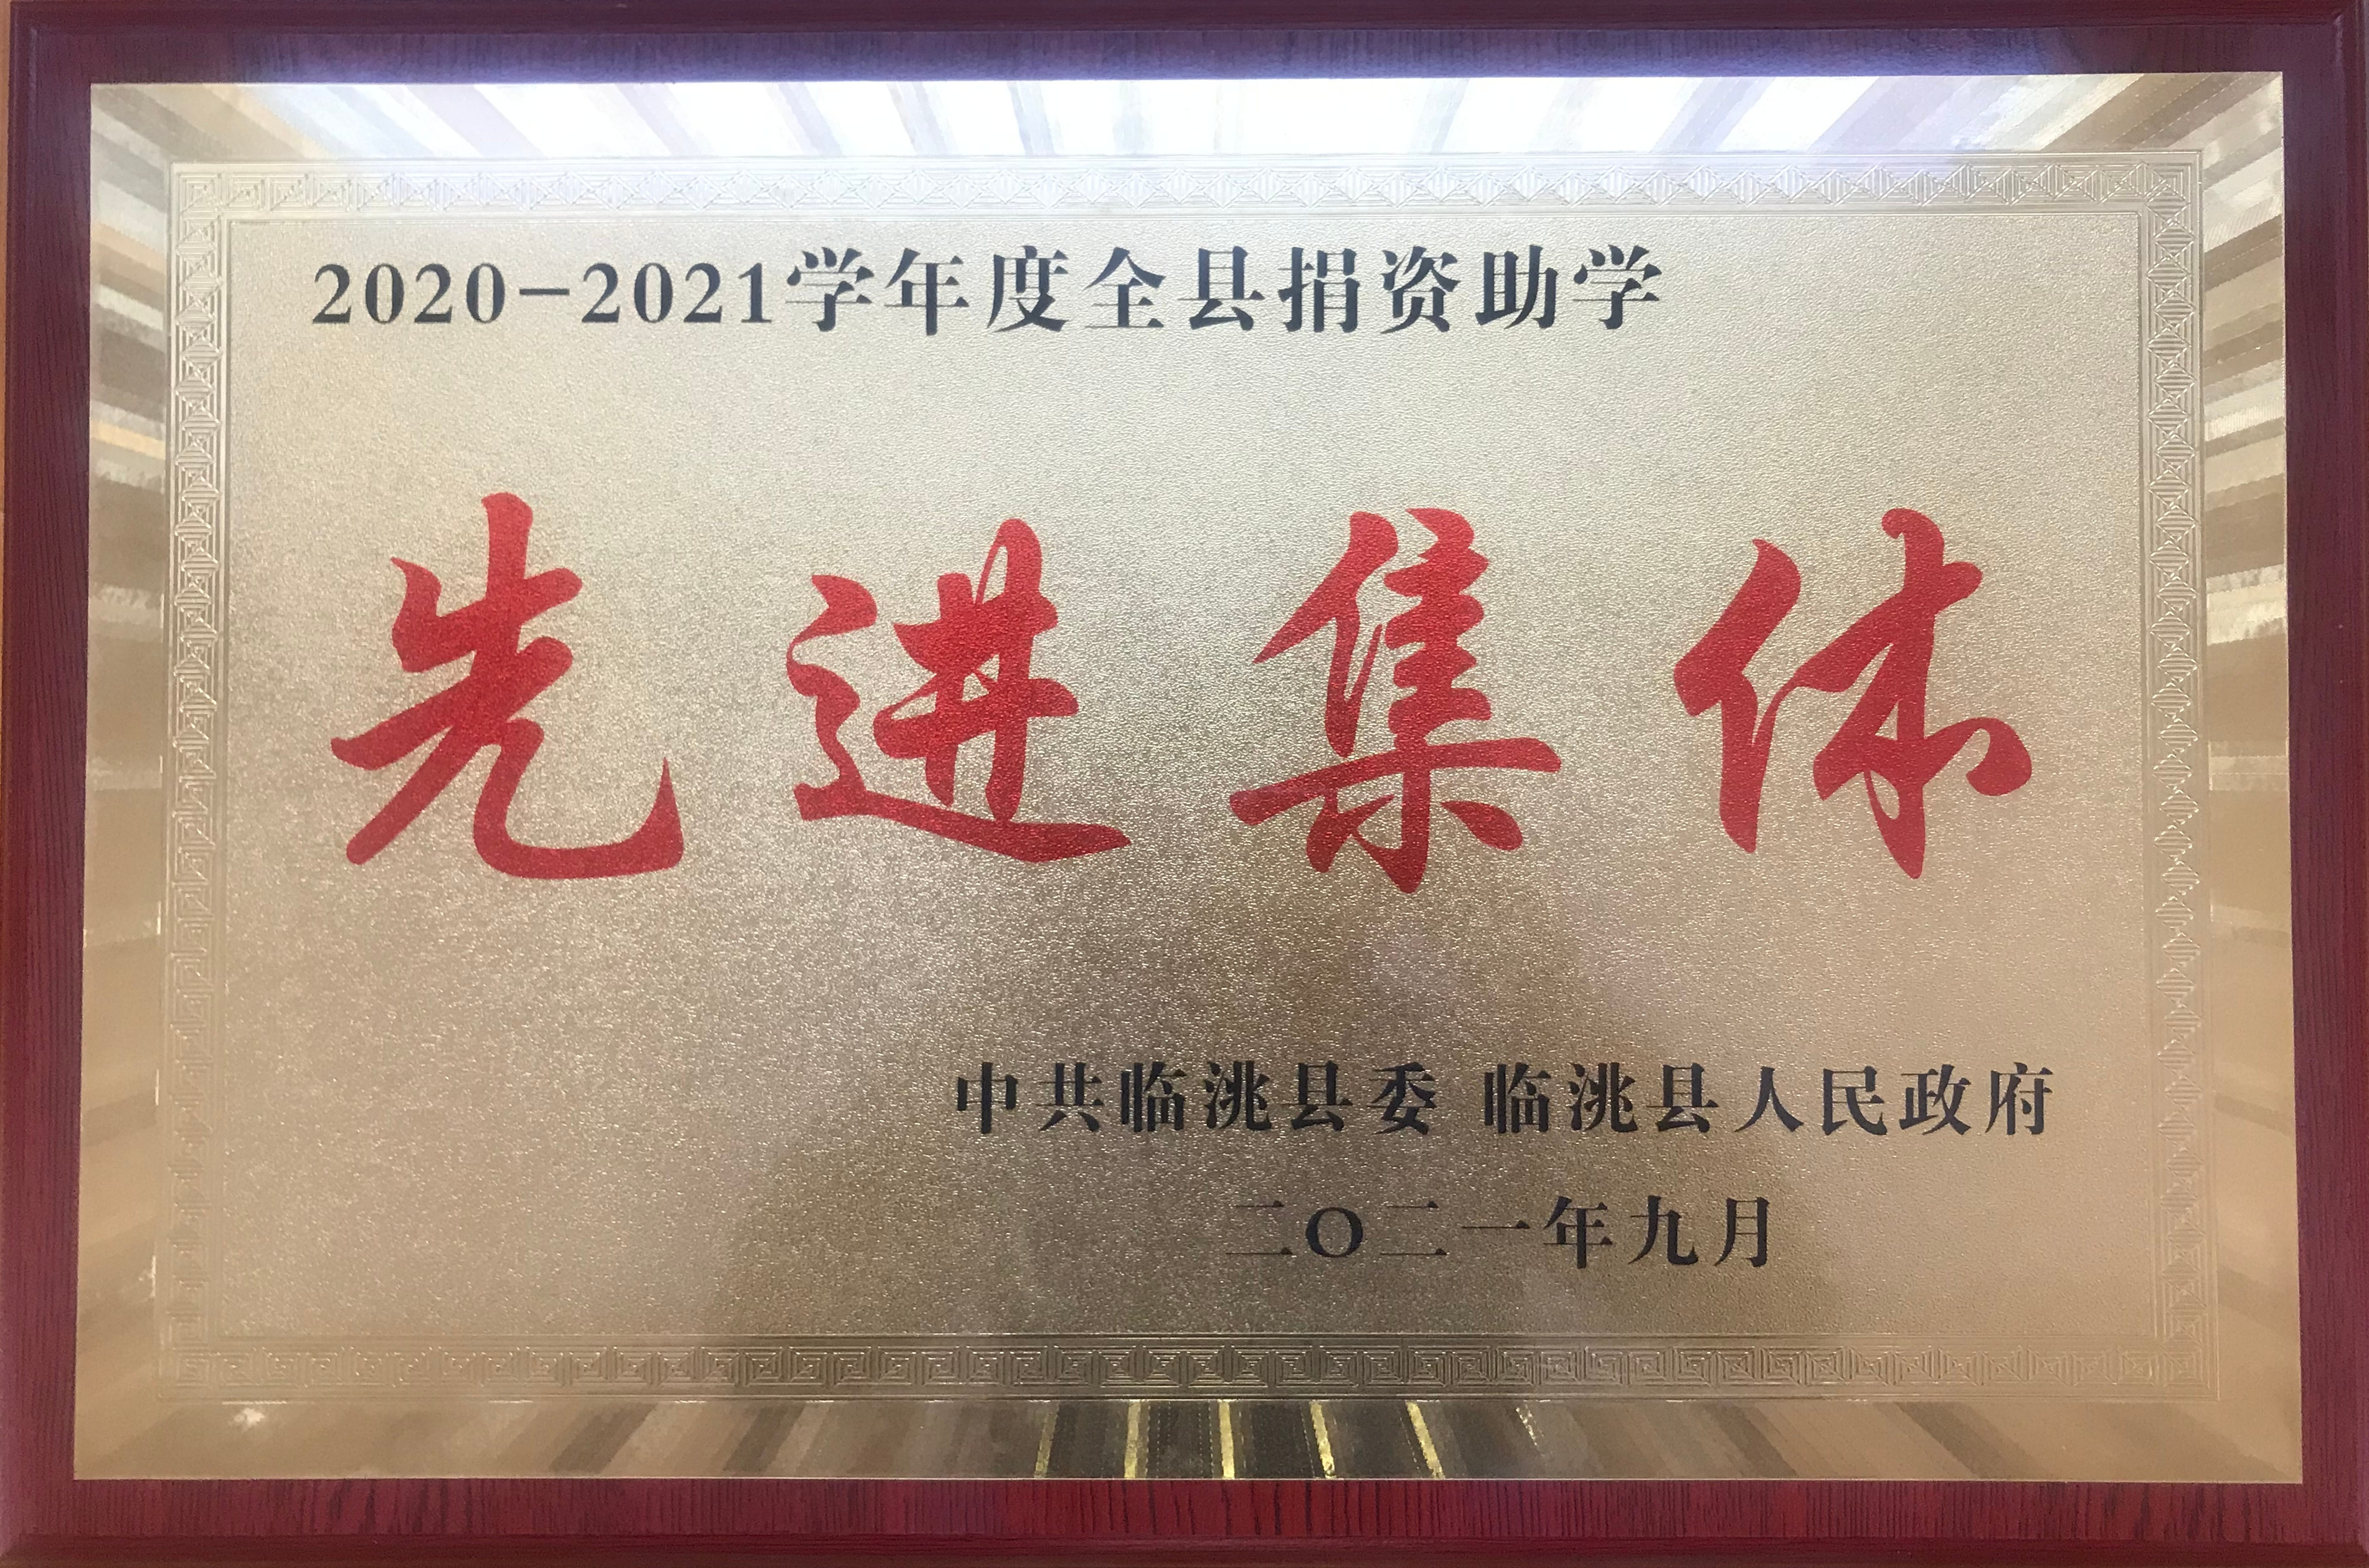 2020-2021学年度全县捐资助学
先进集体
中共临洮县委 临洮县人民政府
二〇二一年九月